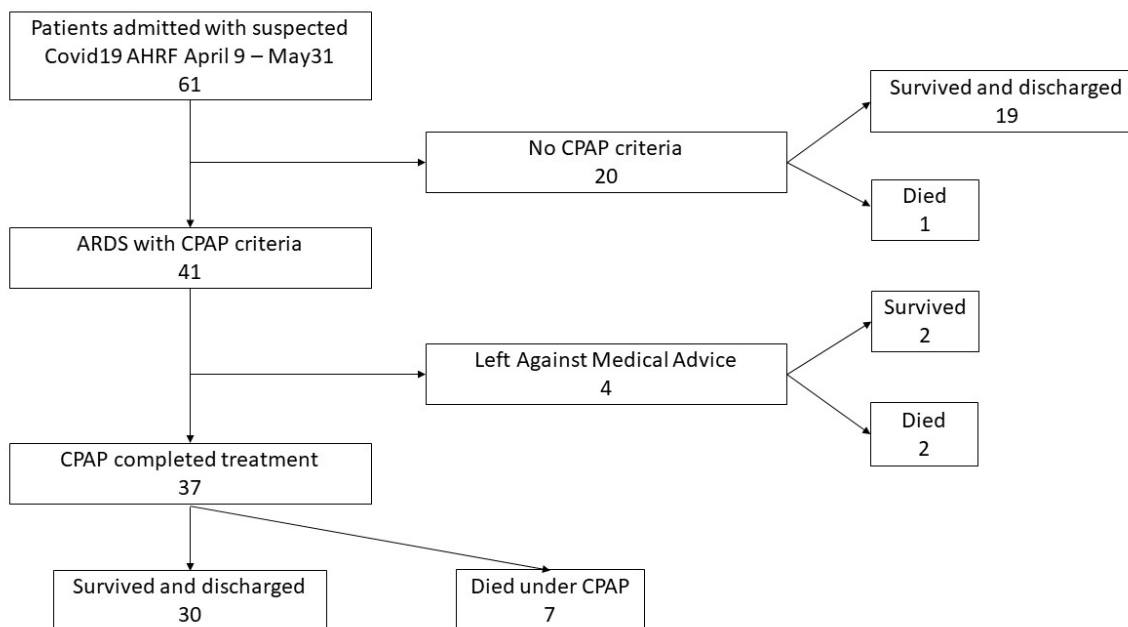 Patients admitted with suspected
Covid19 AHRF April 9 – May31
61
Survived and discharged
19
No CPAP criteria
20
Died
1
ARDS with CPAP criteria
41
Survived
2
Left Against Medical Advice
4
Died
2
CPAP completed treatment
37
Survived and discharged
30
Died under CPAP
7